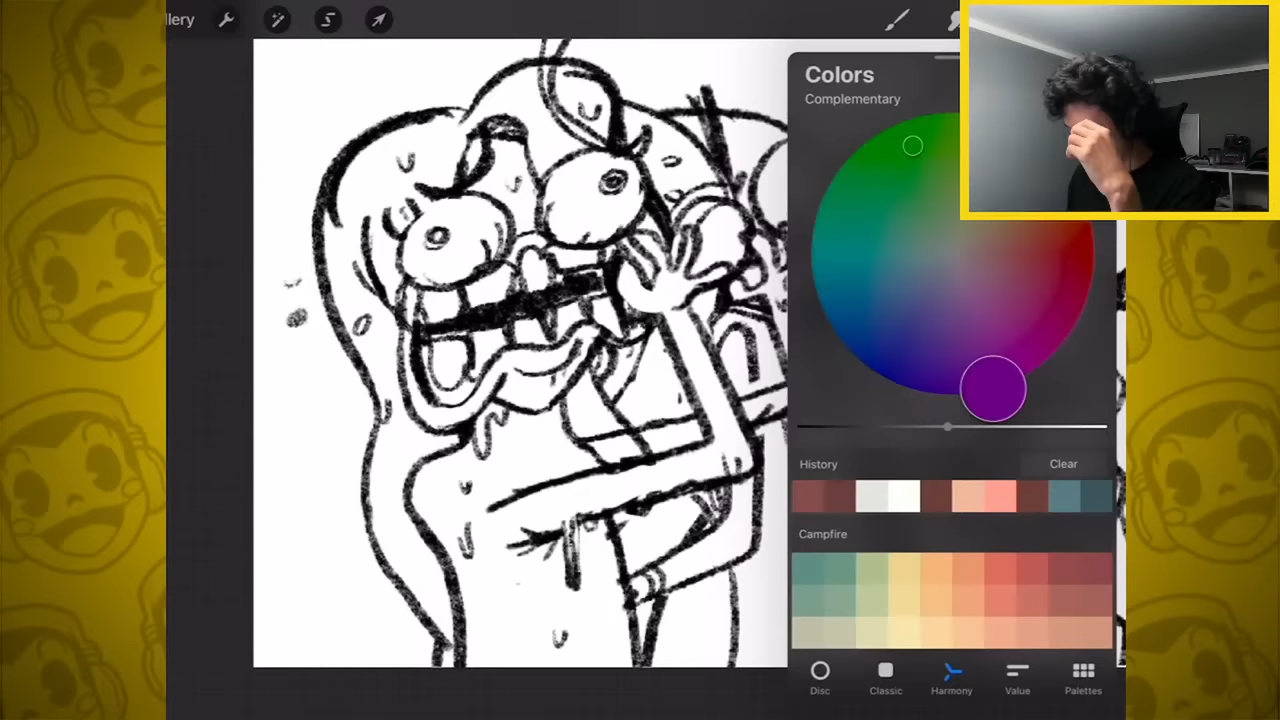 llery
Colors
Complementary
History
Clear
Campfire
Disc
Classic
Harmony
Value
Palettes